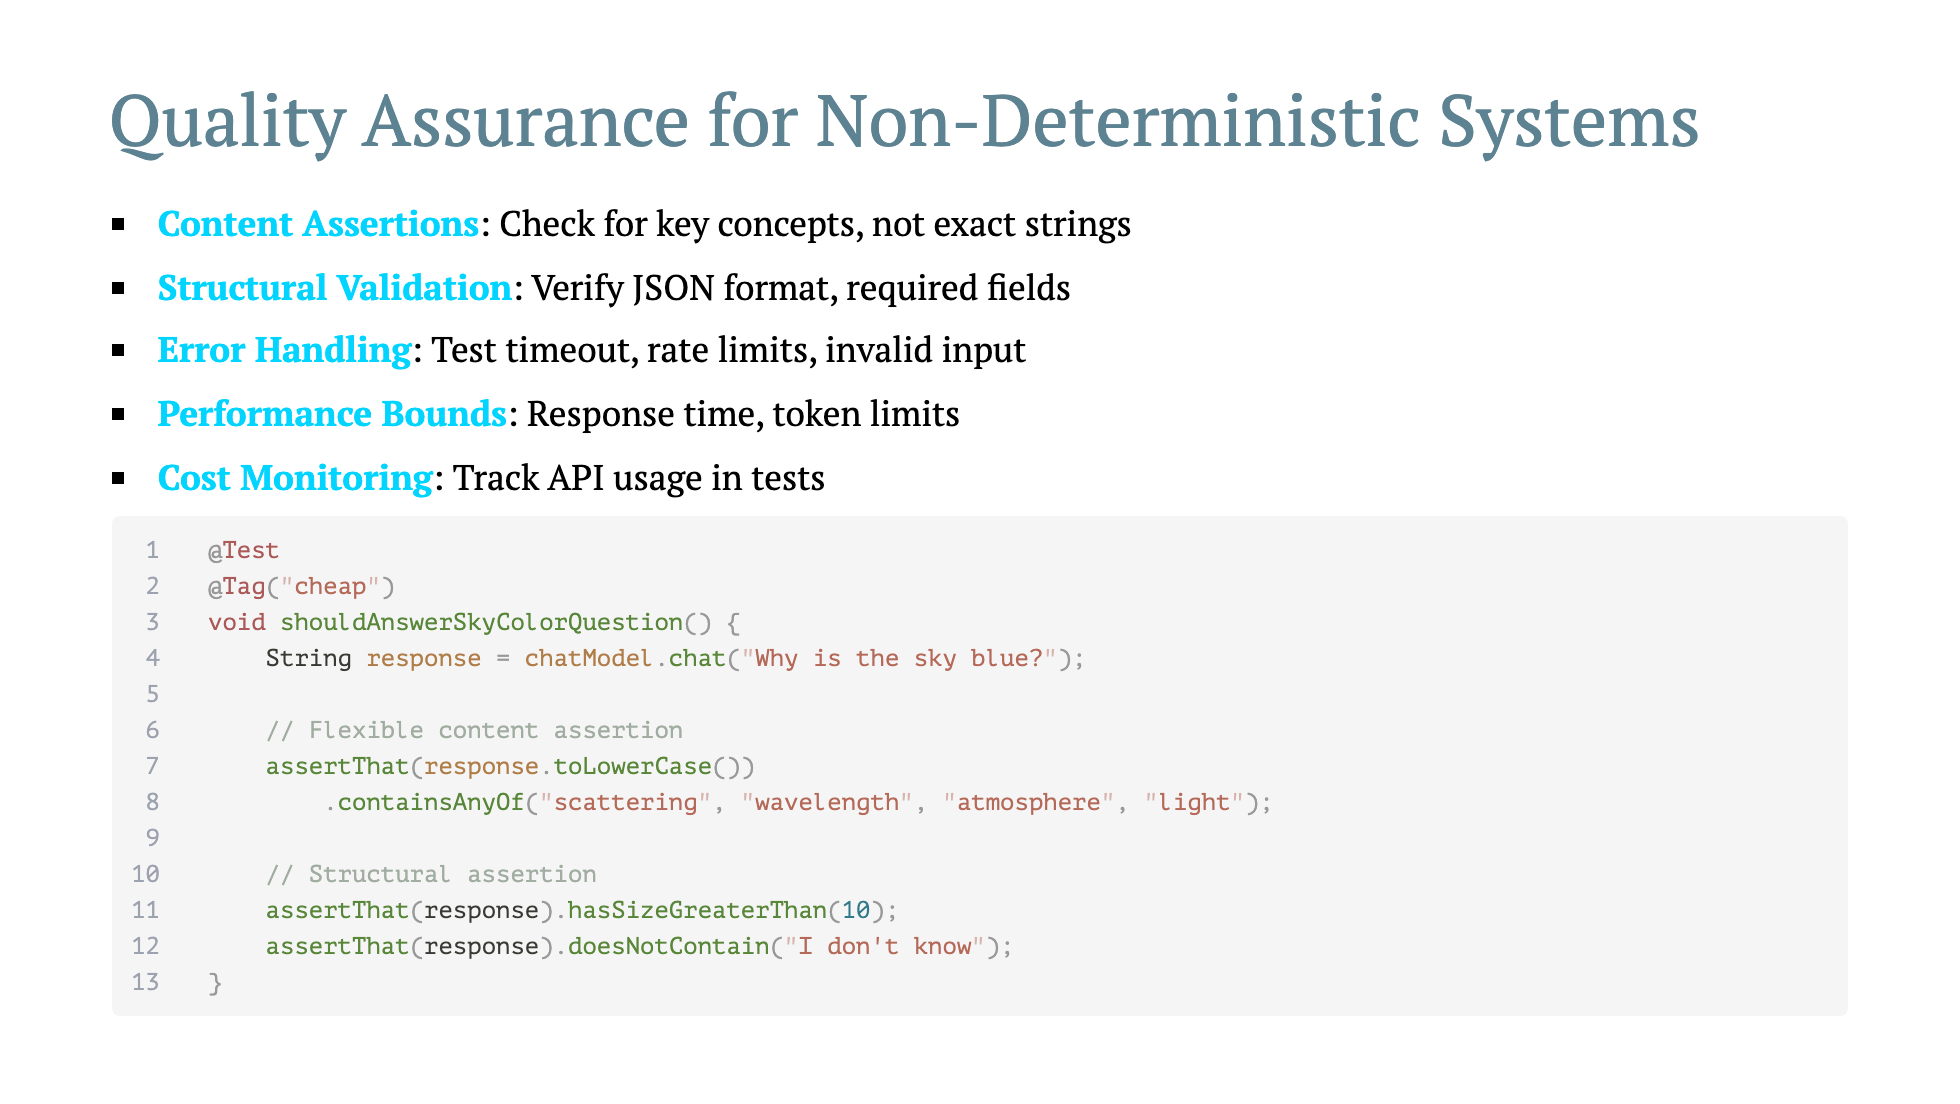 Quality Assurance for Non-Deterministic Systems
▪ Content Assertions: Check for key concepts, not exact strings
▪ Structural Validation: Verify JSON format, required fields
▪ Error Handling: Test timeout, rate limits, invalid input
▪ Performance Bounds: Response time, token limits
▪ Cost Monitoring: Track API usage in tests
1 @Test
2 @Tag("cheap")
3 void shouldAnswerSkyColorQuestion() {
4     String response = chatModel.chat("Why is the sky blue?");
5
6     // Flexible content assertion
7     assertThat(response.toLowerCase())
8         .containsAnyOf("scattering", "wavelength", "atmosphere", "light");
9
10     // Structural assertion
11     assertThat(response).hasSizeGreaterThan(10);
12     assertThat(response).doesNotContain("I don't know");
13 }